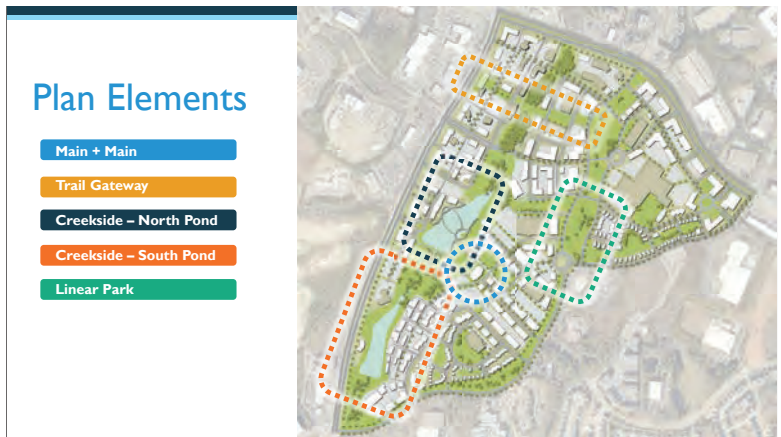 Plan Elements
Main + Main
Trail Gateway
Creekside – North Pond
Creekside – South Pond
Linear Park